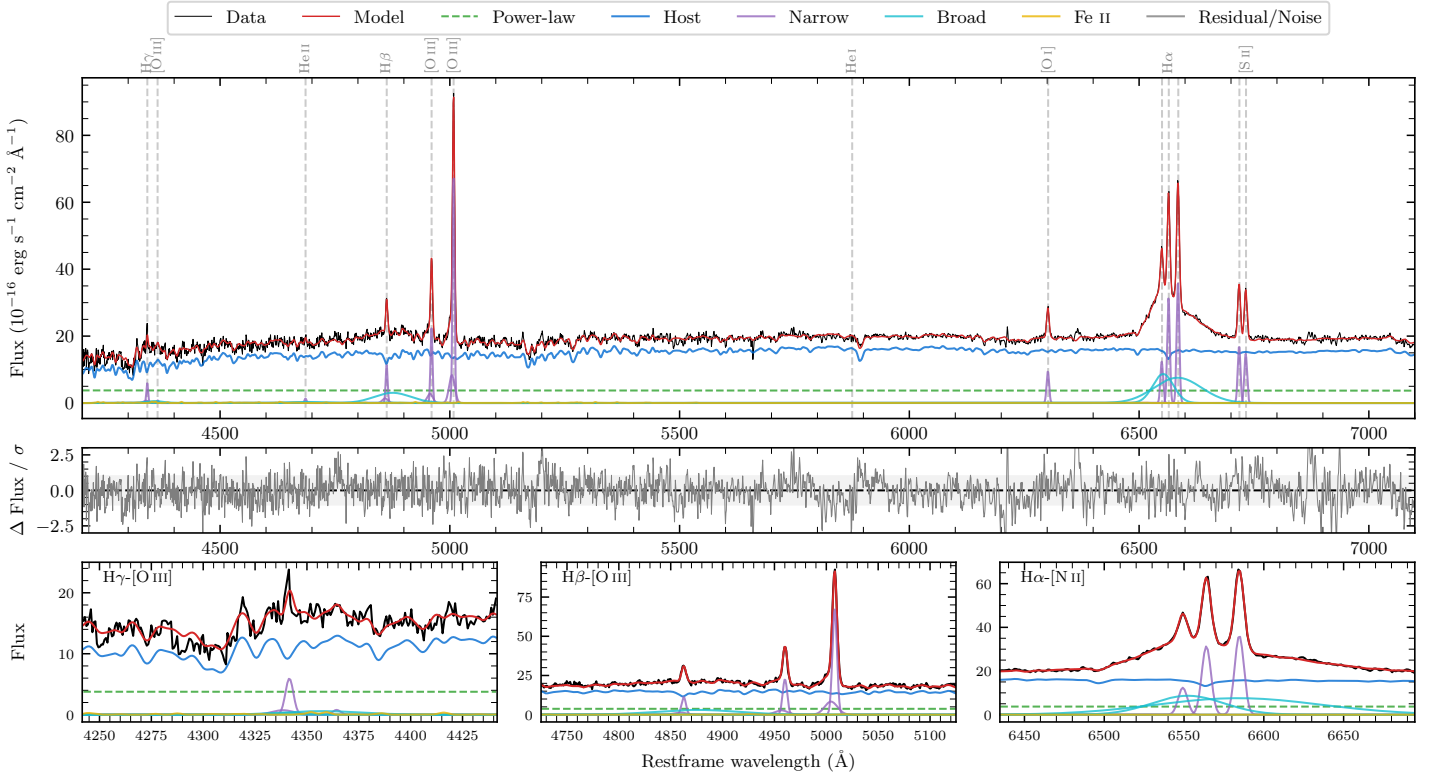 Data Model Power-law Host Narrow Broad Fe II Residual/Noise
Hγ [O III] He II Hβ [O III] [O III] He I [O I] Hα [S II]
Flux (10⁻¹⁶ erg s⁻¹ cm⁻² Å⁻¹)
80
60
40
20
0
4500 5000 5500 6000 6500 7000
Δ Flux / σ
2.5
0.0
−2.5
4500 5000 5500 6000 6500 7000
Flux
Hγ-[O III]
20
10
0
4250 4275 4300 4325 4350 4375 4400 4425
Hβ-[O III]
75
50
25
0
4750 4800 4850 4900 4950 5000 5050 5100
Hα-[N II]
60
40
20
0
6450 6500 6550 6600 6650
Restframe wavelength (Å)